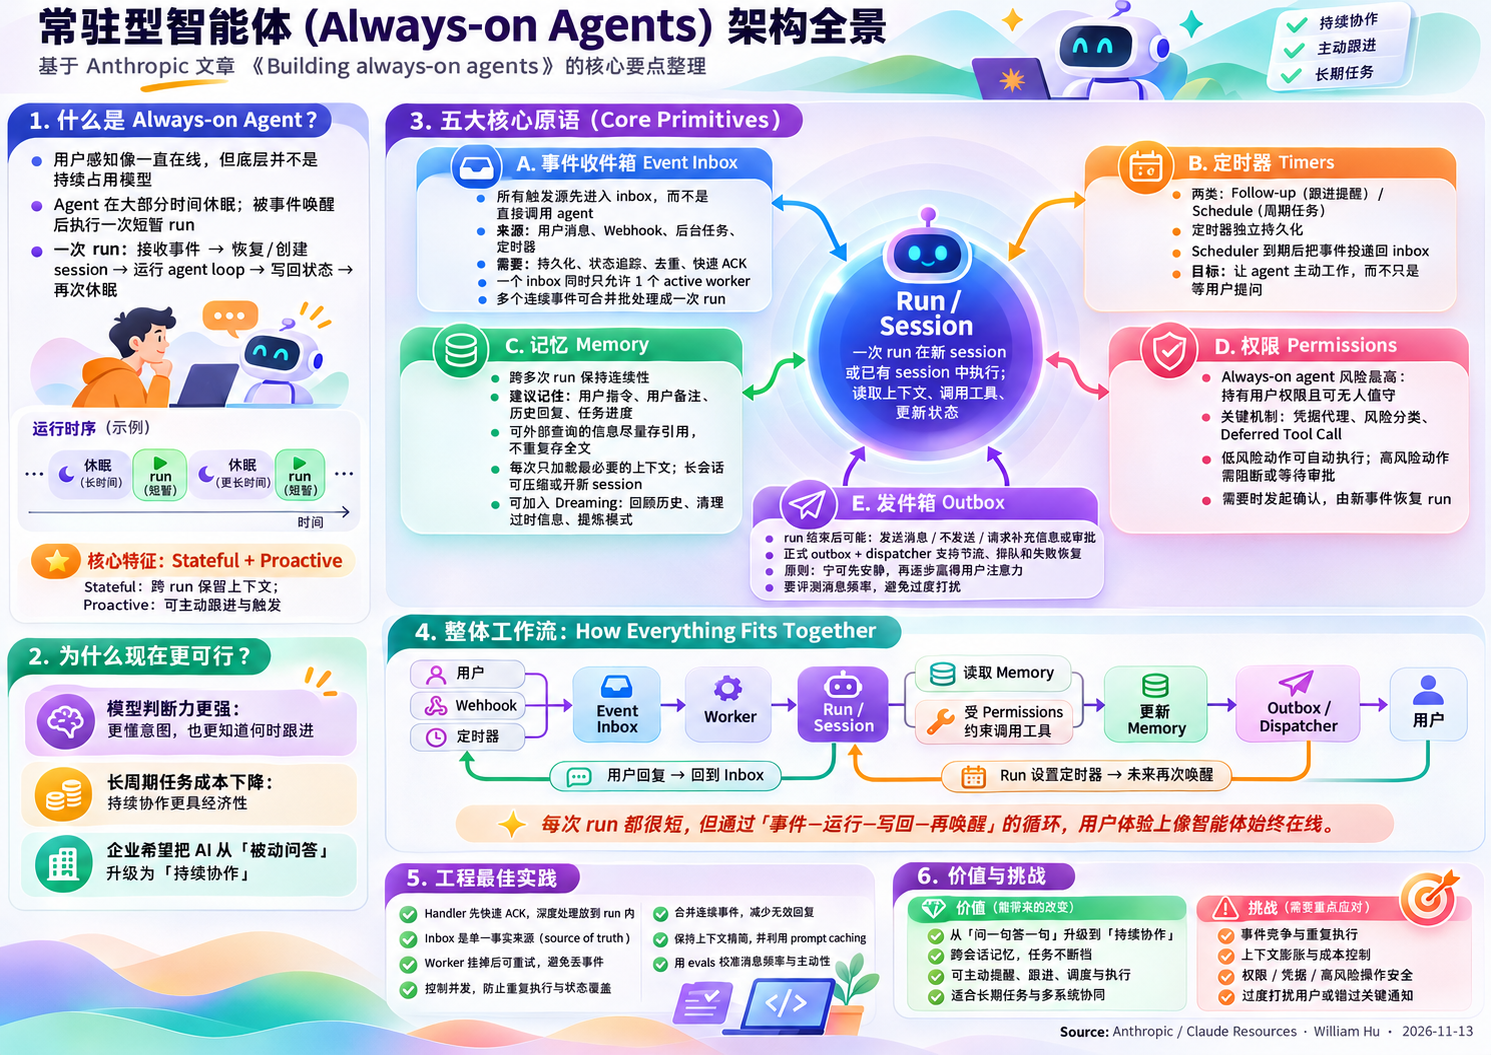 常驻型智能体 (Always-on Agents) 架构全景
基于 Anthropic 文章 《Building always-on agents》 的核心要点整理
持续协作
主动跟进
长期任务
1. 什么是 Always-on Agent?
用户感知像一直在线，但底层并不是
持续占用模型
Agent 在大部分时间休眠；被事件唤醒
后执行一次短暂 run
一次 run：接收事件 → 恢复/创建
session → 运行 agent loop → 写回状态 →
再次休眠
运行时序（示例）
... 休眠 run 休眠 run ...
(长时间) (短暂) (更长时间) (短暂)
时间
核心特征：Stateful + Proactive
Stateful：跨 run 保留上下文；
Proactive：可主动跟进与触发
2. 为什么现在更可行？
模型判断力更强：
更懂意图，也更知道何时跟进
长周期任务成本下降：
持续协作更具经济性
企业希望把 AI 从「被动问答」
升级为「持续协作」
3. 五大核心原语（Core Primitives）
A. 事件收件箱 Event Inbox
所有触发源先进入 inbox，而不是
直接调用 agent
来源：用户消息、Webhook、后台任务、
定时器
需要：持久化、状态追踪、去重、快速 ACK
一个 inbox 同时只允许 1 个 active worker
多个连续事件可合并批处理成一次 run
B. 定时器 Timers
两类：Follow-up（跟进提醒）/
Schedule（周期任务）
定时器独立持久化
Scheduler 到期后把事件投递回 inbox
目标：让 agent 主动工作，而不只是
等用户提问
Run /
Session
一次 run 在新 session
或已有 session 中执行；
读取上下文、调用工具、
更新状态
C. 记忆 Memory
跨多次 run 保持连续性
建议记住：用户指令、用户备注、
历史回复、任务进度
可外部查询的信息尽量存引用，
不重复存全文
每次只加载最必要的上下文；长会话
可压缩或开新 session
可加入 Dreaming：回顾历史、清理
过时信息、提炼模式
D. 权限 Permissions
Always-on agent 风险最高：
持有用户权限且可无人值守
关键机制：凭据代理、风险分类、
Deferred Tool Call
低风险动作可自动执行；高风险动作
需阻断或等待审批
需要时发起确认，由新事件恢复 run
E. 发件箱 Outbox
run 结束后可能：发送消息 / 不发送 / 请求补充信息或审批
正式 outbox + dispatcher 支持节流、排队和失败恢复
原则：宁可先安静，再逐步赢得用户注意力
要评测消息频率，避免过度打扰
4. 整体工作流：How Everything Fits Together
用户
Wehhook
定时器
Event
Inbox
Worker
Run /
Session
读取 Memory
受 Permissions
约束调用工具
更新
Memory
Outbox /
Dispatcher
用户
用户回复 → 回到 Inbox
Run 设置定时器 → 未来再次唤醒
每次 run 都很短，但通过「事件—运行—写回—再唤醒」的循环，用户体验上像智能体始终在线。
5. 工程最佳实践
Handler 先快速 ACK，深度处理放到 run 内
Inbox 是单一事实来源（source of truth）
Worker 挂掉后可重试，避免丢事件
控制并发，防止重复执行与状态覆盖
合并连续事件，减少无效回复
保持上下文精简，并利用 prompt caching
用 evals 校准消息频率与主动性
6. 价值与挑战
价值（能带来的改变）
从「问一句答一句」升级到「持续协作」
跨会话记忆，任务不断档
可主动提醒、跟进、调度与执行
适合长期任务与多系统协同
挑战（需要重点应对）
事件竞争与重复执行
上下文膨胀与成本控制
权限 / 凭据 / 高风险操作安全
过度打扰用户或错过关键通知
Source: Anthropic / Claude Resources · William Hu · 2026-11-13